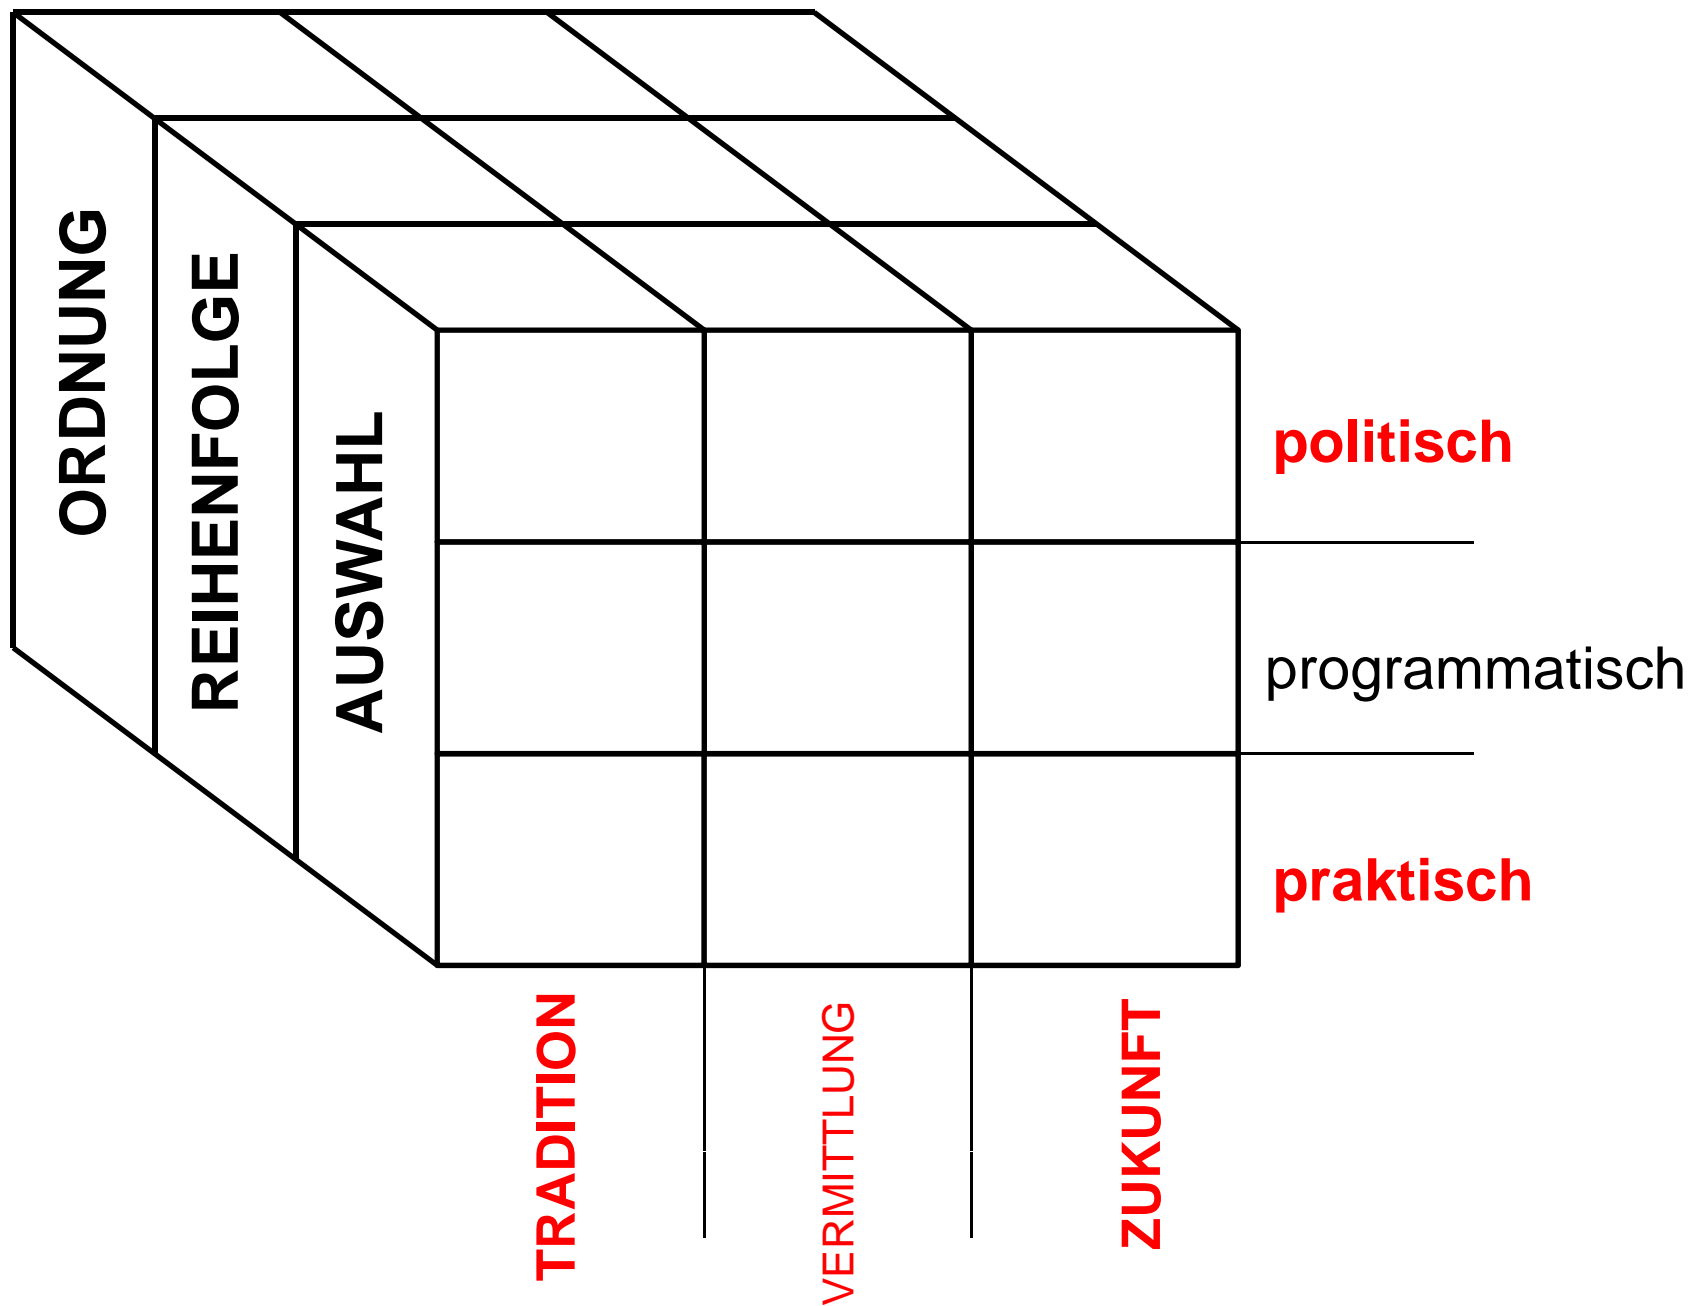 ORDNUNG
REIHENFOLGE
AUSWAHL
politisch
programmatisch
praktisch
TRADITION
VERMITTLUNG
ZUKUNFT